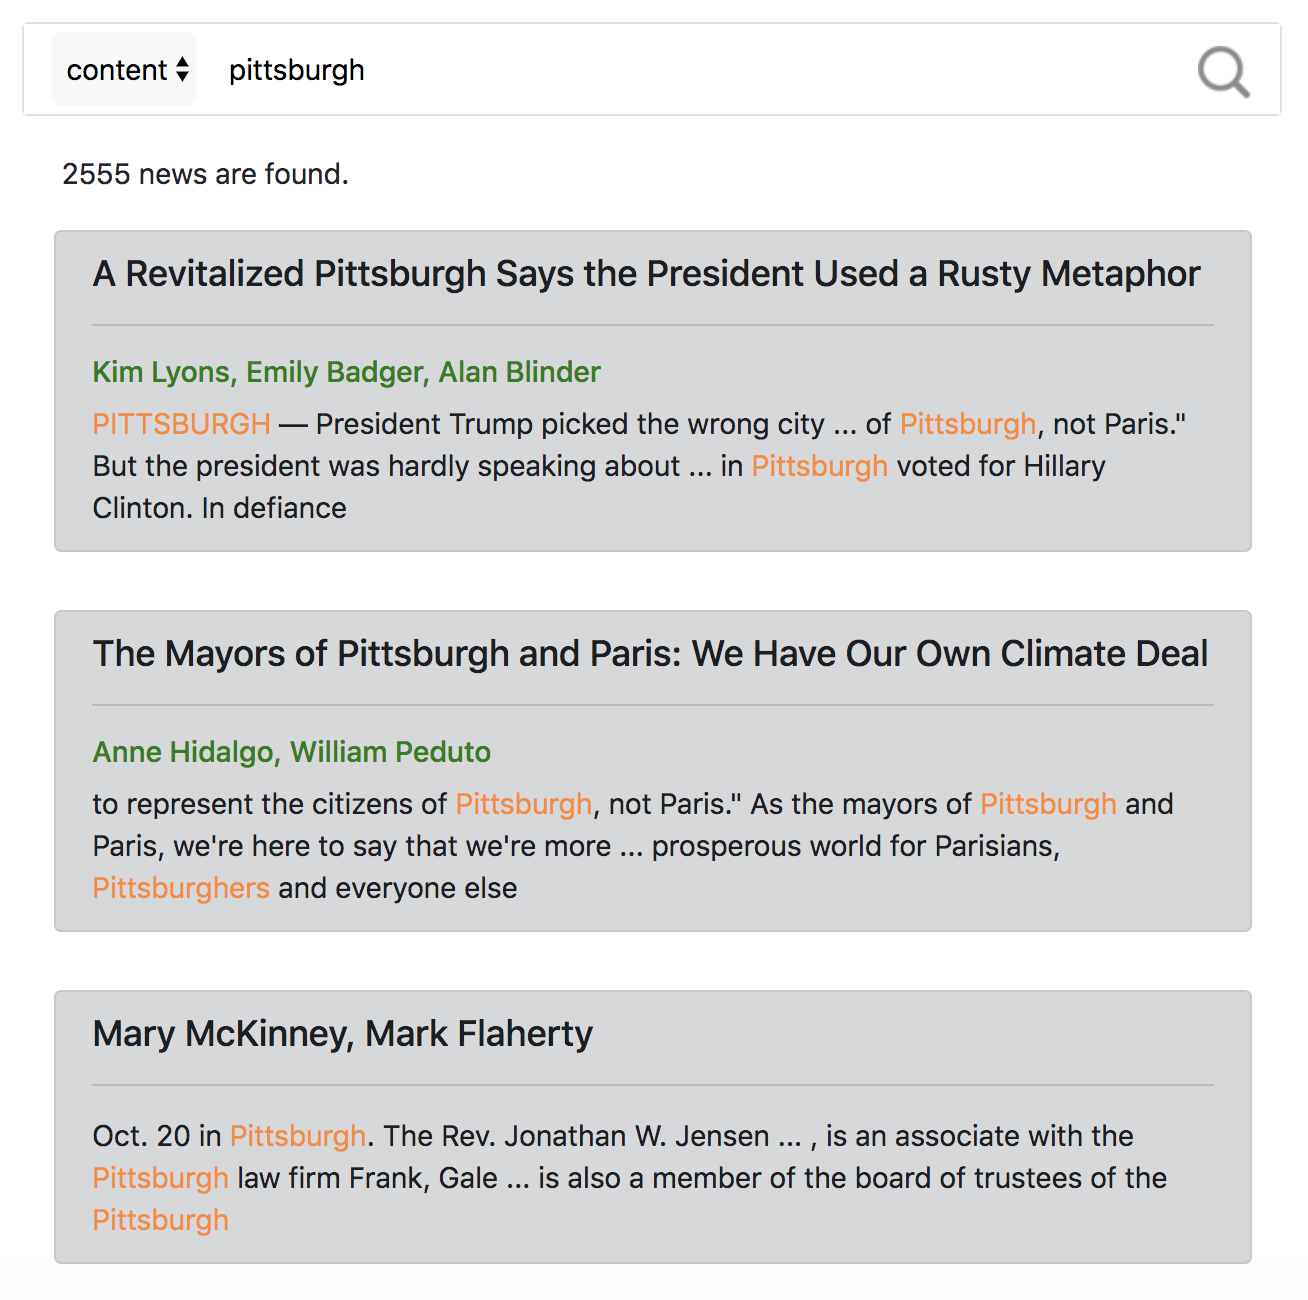 content pittsburgh
2555 news are found.
A Revitalized Pittsburgh Says the President Used a Rusty Metaphor
Kim Lyons, Emily Badger, Alan Blinder
PITTSBURGH — President Trump picked the wrong city ... of Pittsburgh, not Paris."
But the president was hardly speaking about ... in Pittsburgh voted for Hillary
Clinton. In defiance
The Mayors of Pittsburgh and Paris: We Have Our Own Climate Deal
Anne Hidalgo, William Peduto
to represent the citizens of Pittsburgh, not Paris." As the mayors of Pittsburgh and
Paris, we're here to say that we're more ... prosperous world for Parisians,
Pittsburghers and everyone else
Mary McKinney, Mark Flaherty
Oct. 20 in Pittsburgh. The Rev. Jonathan W. Jensen ... , is an associate with the
Pittsburgh law firm Frank, Gale ... is also a member of the board of trustees of the
Pittsburgh